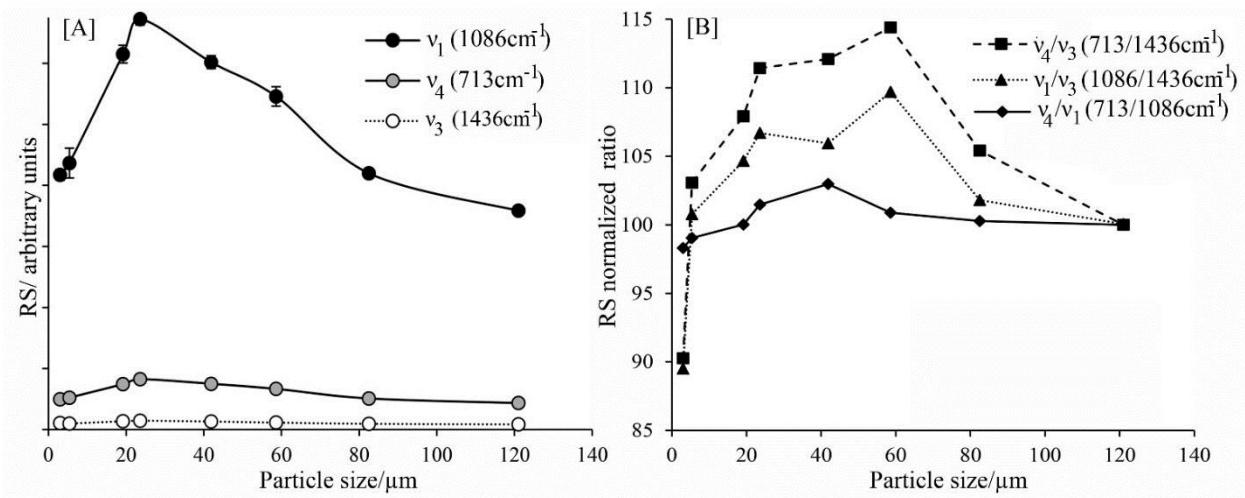 [A]
ν₁ (1086cm⁻¹)
ν₄ (713cm⁻¹)
ν₃ (1436cm⁻¹)
RS/ arbitrary units
0 20 40 60 80 100 120 140
Particle size/μm
[B]
ν₄/ν₃ (713/1436cm⁻¹)
ν₁/ν₃ (1086/1436cm⁻¹)
ν₄/ν₁ (713/1086cm⁻¹)
RS normalized ratio
115
110
105
100
95
90
85
0 20 40 60 80 100 120 140
Particle size/μm